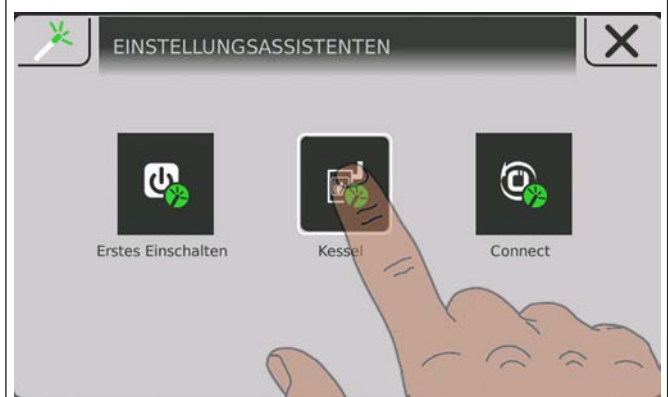 EINSTELLUNGSASSISTENTEN
Erstes Einschalten
Kessel
Connect